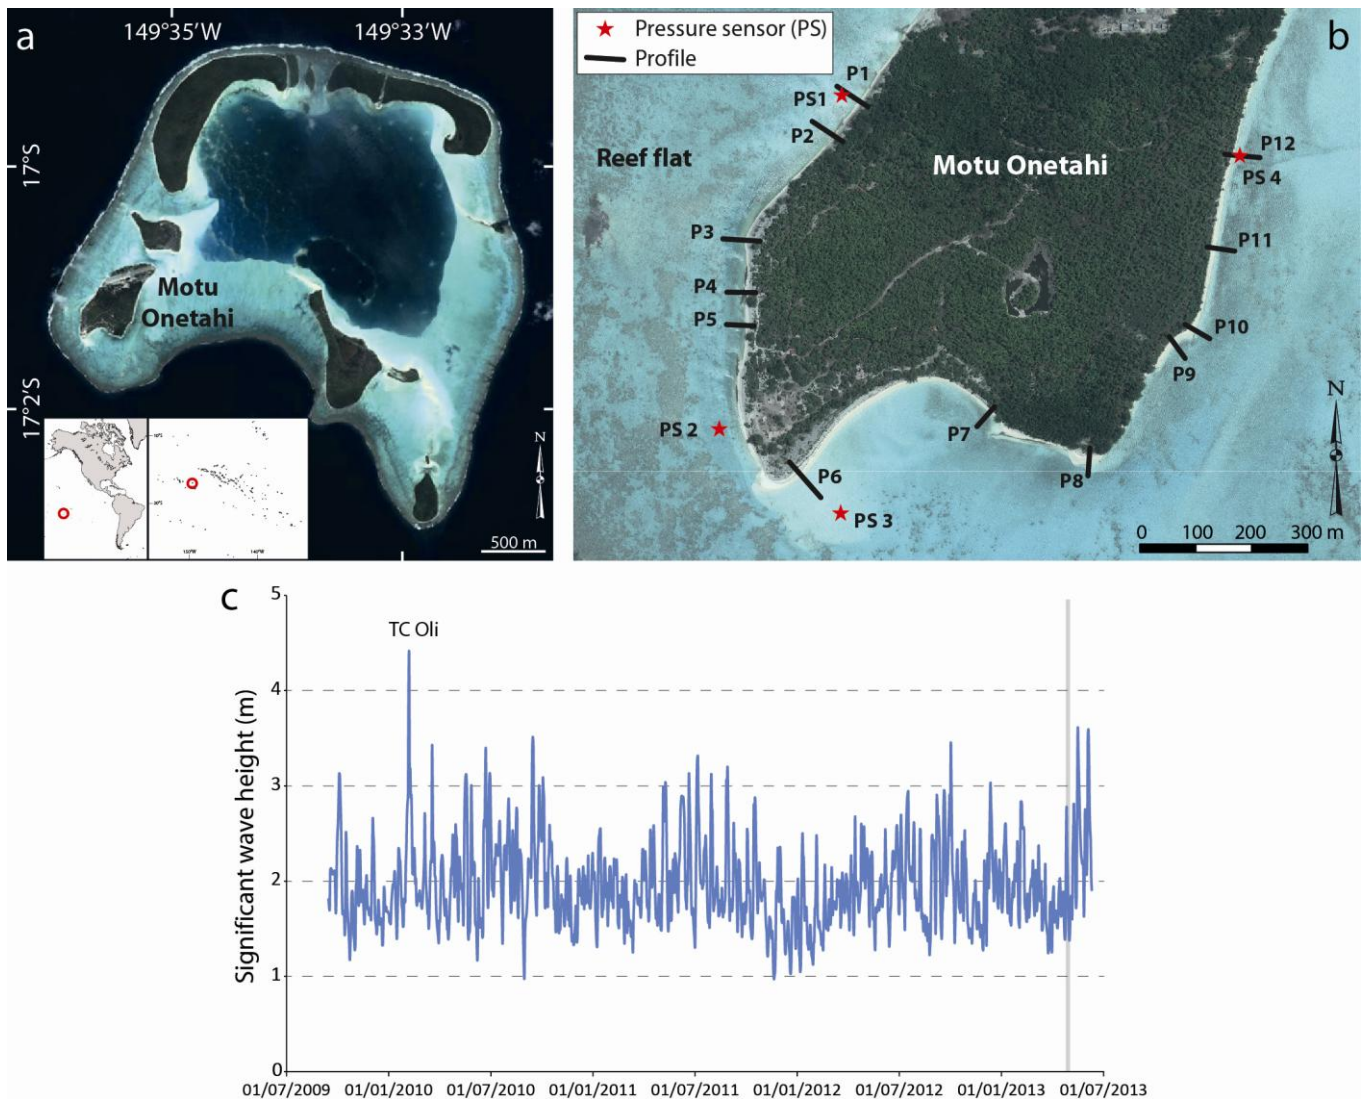 a
149°35′W
149°33′W
17°S
17°2′S
Motu
Onetahi
N
500 m
b
Pressure sensor (PS)
Profile
P1
PS1
P2
Reef flat
Motu Onetahi
P12
PS 4
P3
P11
P4
P5
P10
P9
PS 2
P7
P6
P8
PS 3
N
0 100 200 300 m
c
TC Oli
Significant wave height (m)
5
4
3
2
1
0
01/07/2009 01/01/2010 01/07/2010 01/01/2011 01/07/2011 01/01/2012 01/07/2012 01/01/2013 01/07/2013